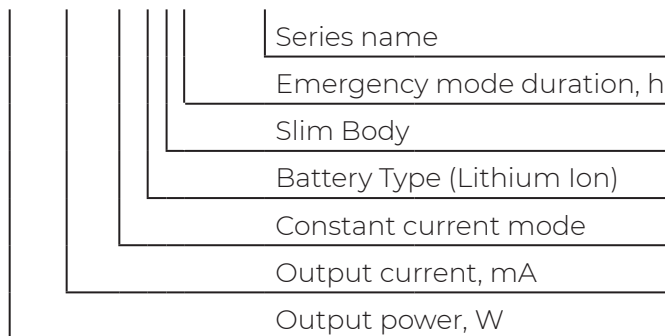 Series name
Emergency mode duration, h
Slim Body
Battery Type (Lithium Ion)
Constant current mode
Output current, mA
Output power, W